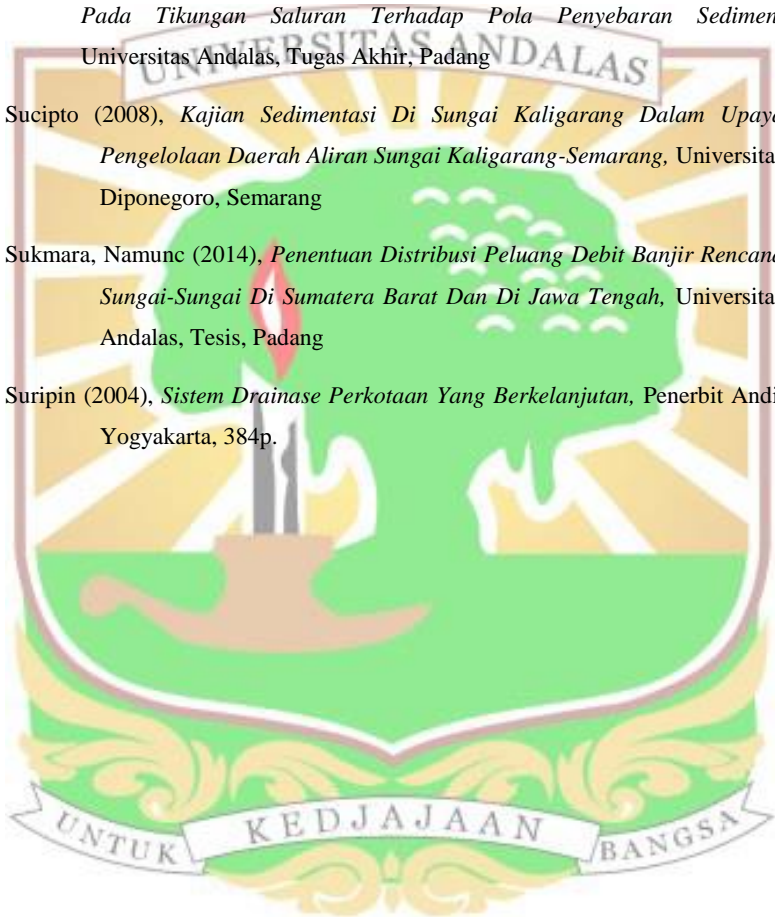 Pada Tikungan Saluran Terhadap Pola Penyebaran Sedimen
Universitas Andalas, Tugas Akhir, Padang
UNIVERSITAS ANDALAS
Sucipto (2008), Kajian Sedimentasi Di Sungai Kaligarang Dalam Upaya
Pengelolaan Daerah Aliran Sungai Kaligarang-Semarang, Universita
Diponegoro, Semarang
Sukmara, Namunc (2014), Penentuan Distribusi Peluang Debit Banjir Rencana
Sungai-Sungai Di Sumatera Barat Dan Di Jawa Tengah, Universita
Andalas, Tesis, Padang
Suripin (2004), Sistem Drainase Perkotaan Yang Berkelanjutan, Penerbit Andi
Yogyakarta, 384p.
UNTUK KEDJAJAAN BANGSA